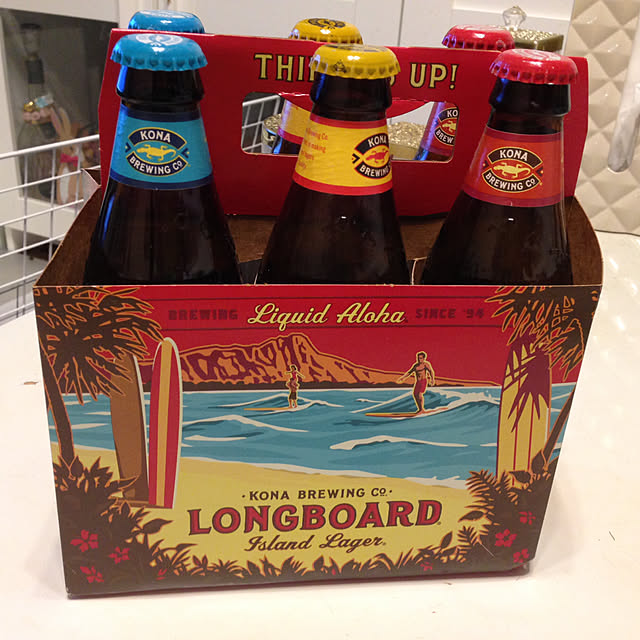 THI UP!
KONA
BREWING CO.
KONA
BREWING
KONA
BREWING CO.
BREWING Liquid Aloha SINCE '94
· KONA BREWING CO. ·
LONGBOARD
Island Lager